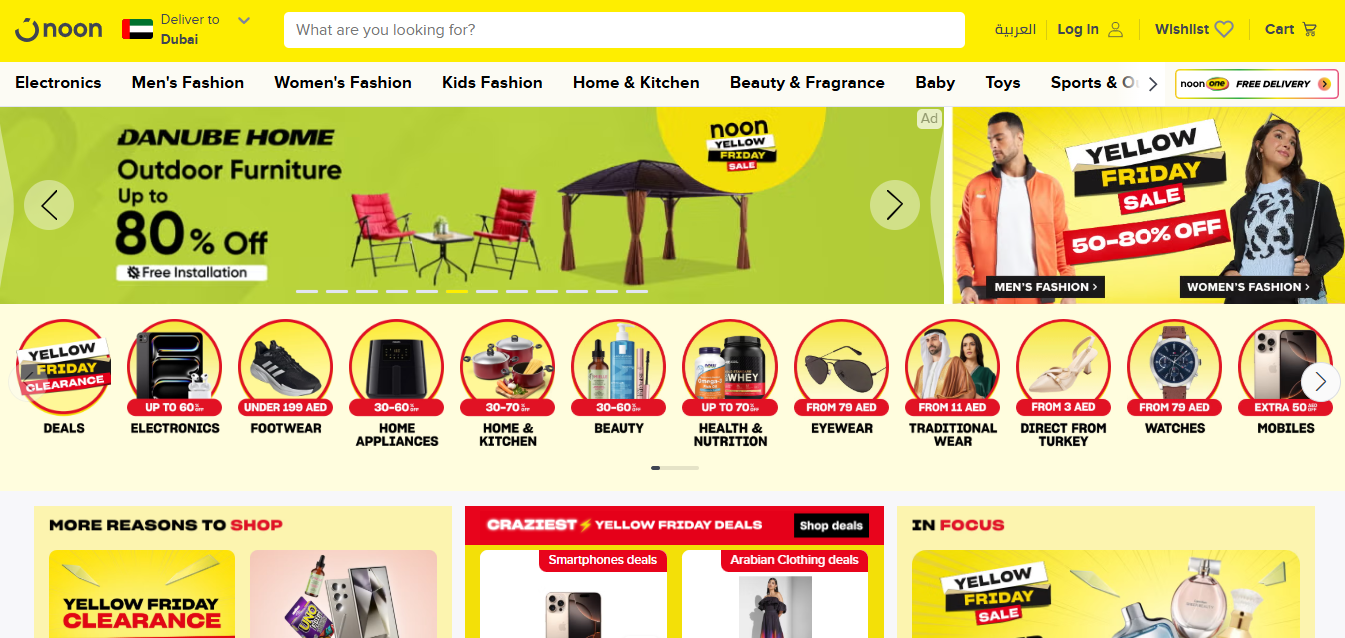 noon
Deliver to
Dubai
What are you looking for?
العربية
Log in
Wishlist
Cart
Electronics
Men's Fashion
Women's Fashion
Kids Fashion
Home & Kitchen
Beauty & Fragrance
Baby
Toys
Sports &
noon one FREE DELIVERY
DANUBE HOME
Outdoor Furniture
Up to
80% Off
Free Installation
noon
YELLOW
FRIDAY
SALE
Ad
YELLOW
FRIDAY
SALE
50-80% OFF
MEN'S FASHION
WOMEN'S FASHION
YELLOW
FRIDAY
CLEARANCE
DEALS
UP TO 60% OFF
ELECTRONICS
UNDER 199 AED
FOOTWEAR
30-60% OFF
HOME
APPLIANCES
30-70% OFF
HOME &
KITCHEN
30-60% OFF
BEAUTY
UP TO 70% OFF
HEALTH &
NUTRITION
FROM 79 AED
EYEWEAR
FROM 11 AED
TRADITIONAL
WEAR
FROM 3 AED
DIRECT FROM
TURKEY
FROM 79 AED
WATCHES
EXTRA 50 AED OFF
MOBILES
MORE REASONS TO SHOP
YELLOW FRIDAY
CLEARANCE
UNO
CRAZIEST YELLOW FRIDAY DEALS
Shop deals
Smartphones deals
Arabian Clothing deals
IN FOCUS
YELLOW
FRIDAY
SALE